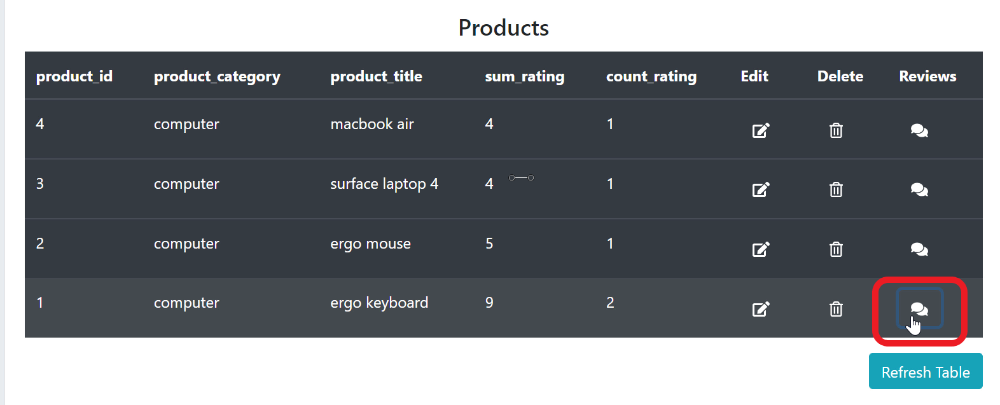 Products
product_id product_category product_title sum_rating count_rating Edit Delete Reviews
4 computer macbook air 4 1
3 computer surface laptop 4 4 1
2 computer ergo mouse 5 1
1 computer ergo keyboard 9 2
Refresh Table